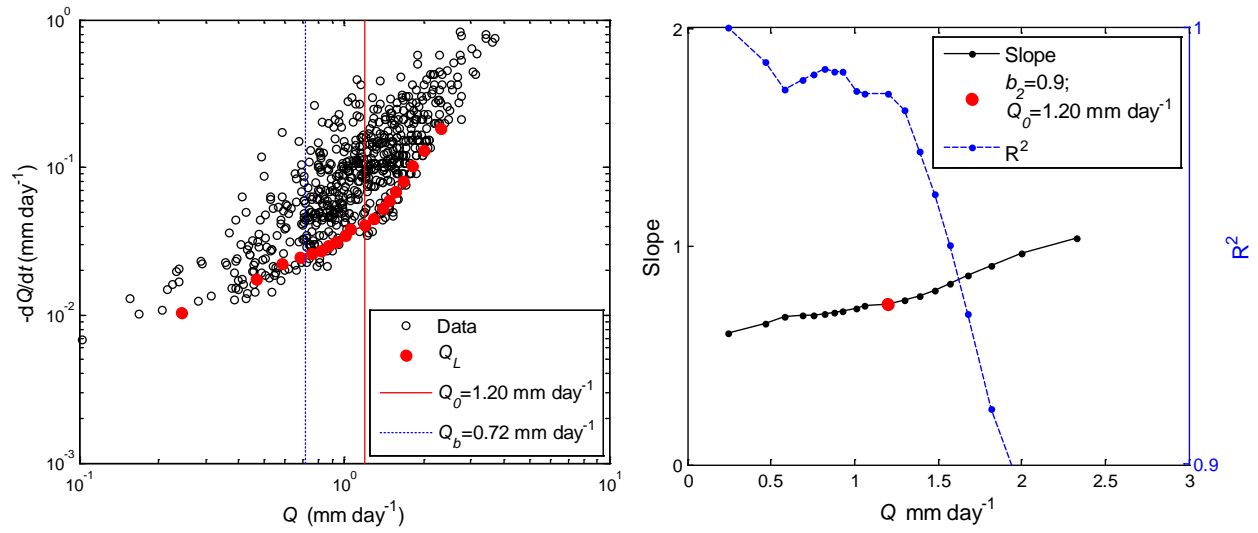 10^0
10^-1
10^-2
10^-3
10^-1
10^0
10^1
-dQ/dt (mm day^-1)
Q (mm day^-1)
Data
Q_L
Q_0=1.20 mm day^-1
Q_b=0.72 mm day^-1
2
1
0
0
0.5
1
1.5
2
2.5
3
1
0.9
Slope
R^2
Q mm day^-1
Slope
b_2=0.9;
Q_0=1.20 mm day^-1
R^2